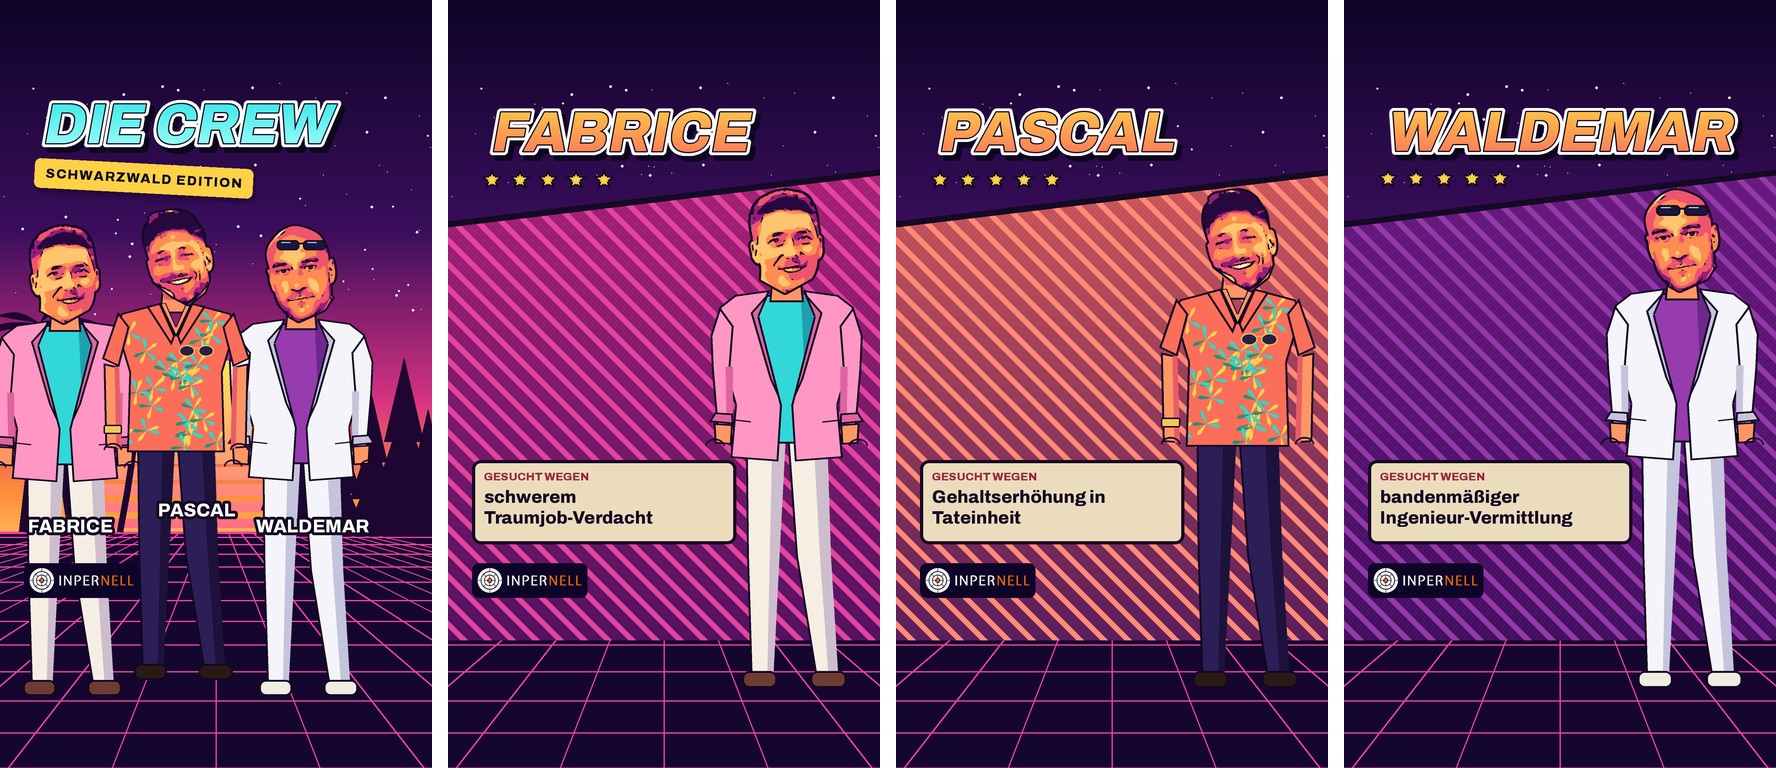 DIE CREW
SCHWARZWALD EDITION
FABRICE
PASCAL
WALDEMAR
INPERNELL
FABRICE
GESUCHT WEGEN
schwerem
Traumjob-Verdacht
INPERNELL
PASCAL
GESUCHT WEGEN
Gehaltserhöhung in
Tateinheit
INPERNELL
WALDEMAR
GESUCHT WEGEN
bandenmäßiger
Ingenieur-Vermittlung
INPERNELL